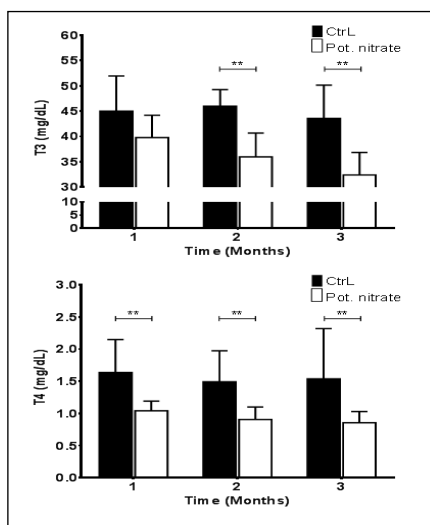 CtrL
Pot. nitrate
60
55
50
45
40
35
30
10
5
0
T3 (mg/dL)
** **
1 2 3
Time (Months)
CtrL
Pot. nitrate
3.0
2.5
2.0
1.5
1.0
0.5
0.0
T4 (mg/dL)
** ** **
1 2 3
Time (Months)